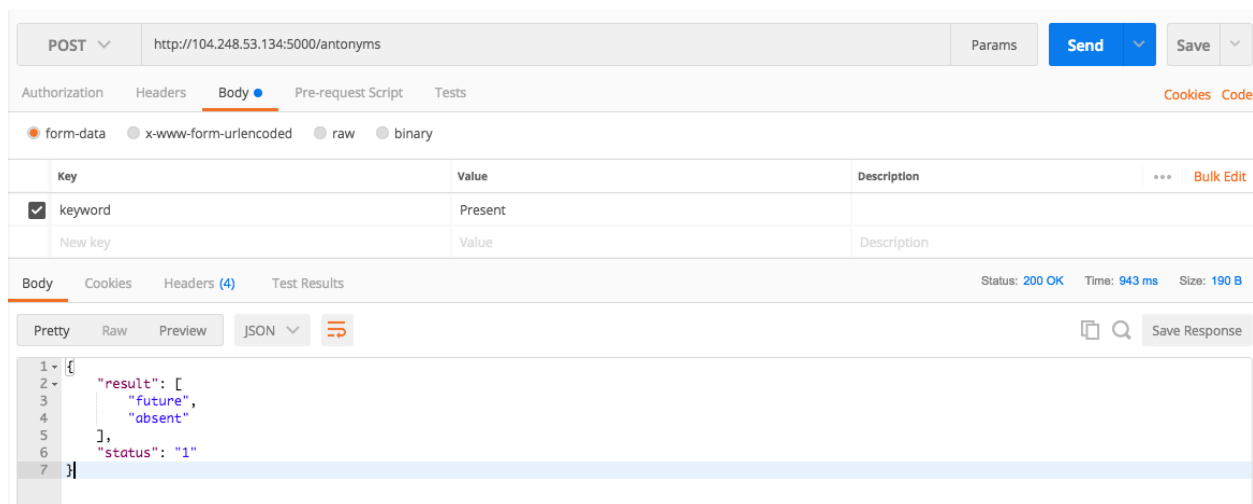 POST http://104.248.53.134:5000/antonyms Params Send Save
Authorization Headers Body Pre-request Script Tests Cookies Code
form-data x-www-form-urlencoded raw binary
Key Value Description Bulk Edit
keyword Present
New key Value Description
Body Cookies Headers (4) Test Results Status: 200 OK Time: 943 ms Size: 190 B
Pretty Raw Preview JSON Save Response
1 {
2 "result": [
3 "future",
4 "absent"
5 ],
6 "status": "1"
7 }